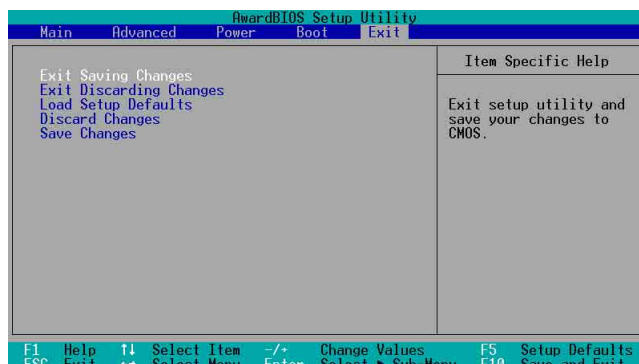 AwardBIOS Setup Utility
Main Advanced Power Boot Exit
Item Specific Help
Exit Saving Changes
Exit Discarding Changes
Load Setup Defaults
Discard Changes
Save Changes
Exit setup utility and
save your changes to
CMOS.
F1 Help ↑↓ Select Item -/+ Change Values F5 Setup Defaults
ESC Exit Select Menu Enter Select ▶ Sub-Menu F10 Save and Exit